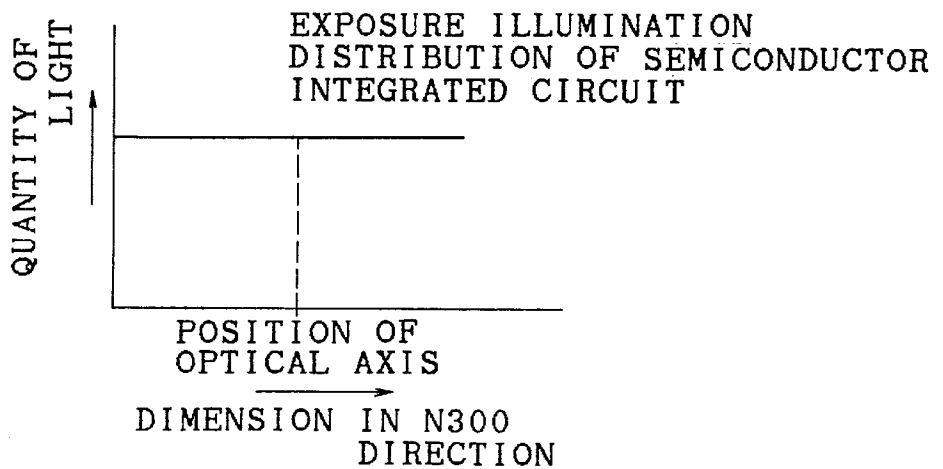 EXPOSURE ILLUMINATION
DISTRIBUTION OF SEMICONDUCTOR
INTEGRATED CIRCUIT
QUANTITY OF
LIGHT
POSITION OF
OPTICAL AXIS
DIMENSION IN N300
DIRECTION